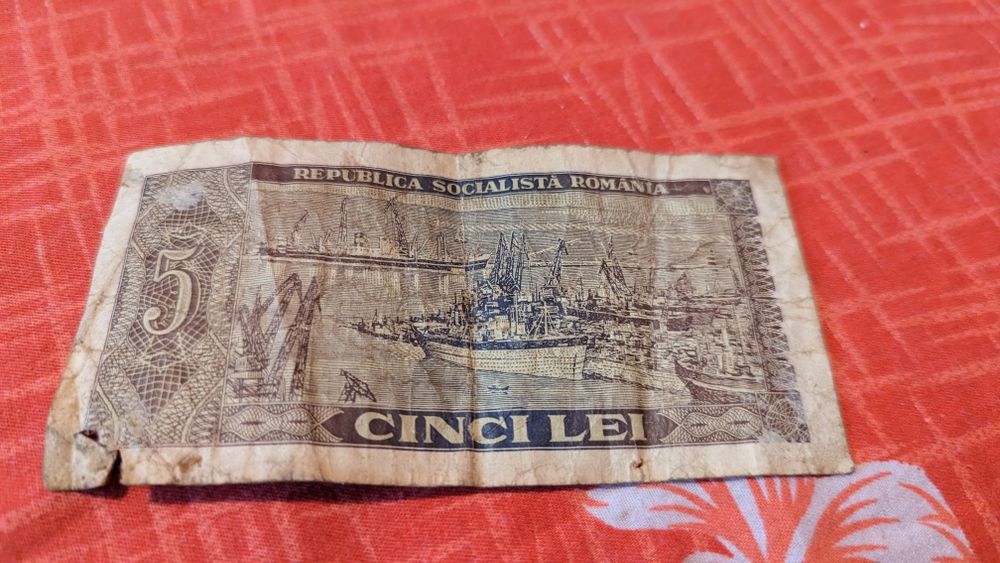 REPUBLICA SOCIALISTĂ ROMÂNIA
5
CINCI LEI